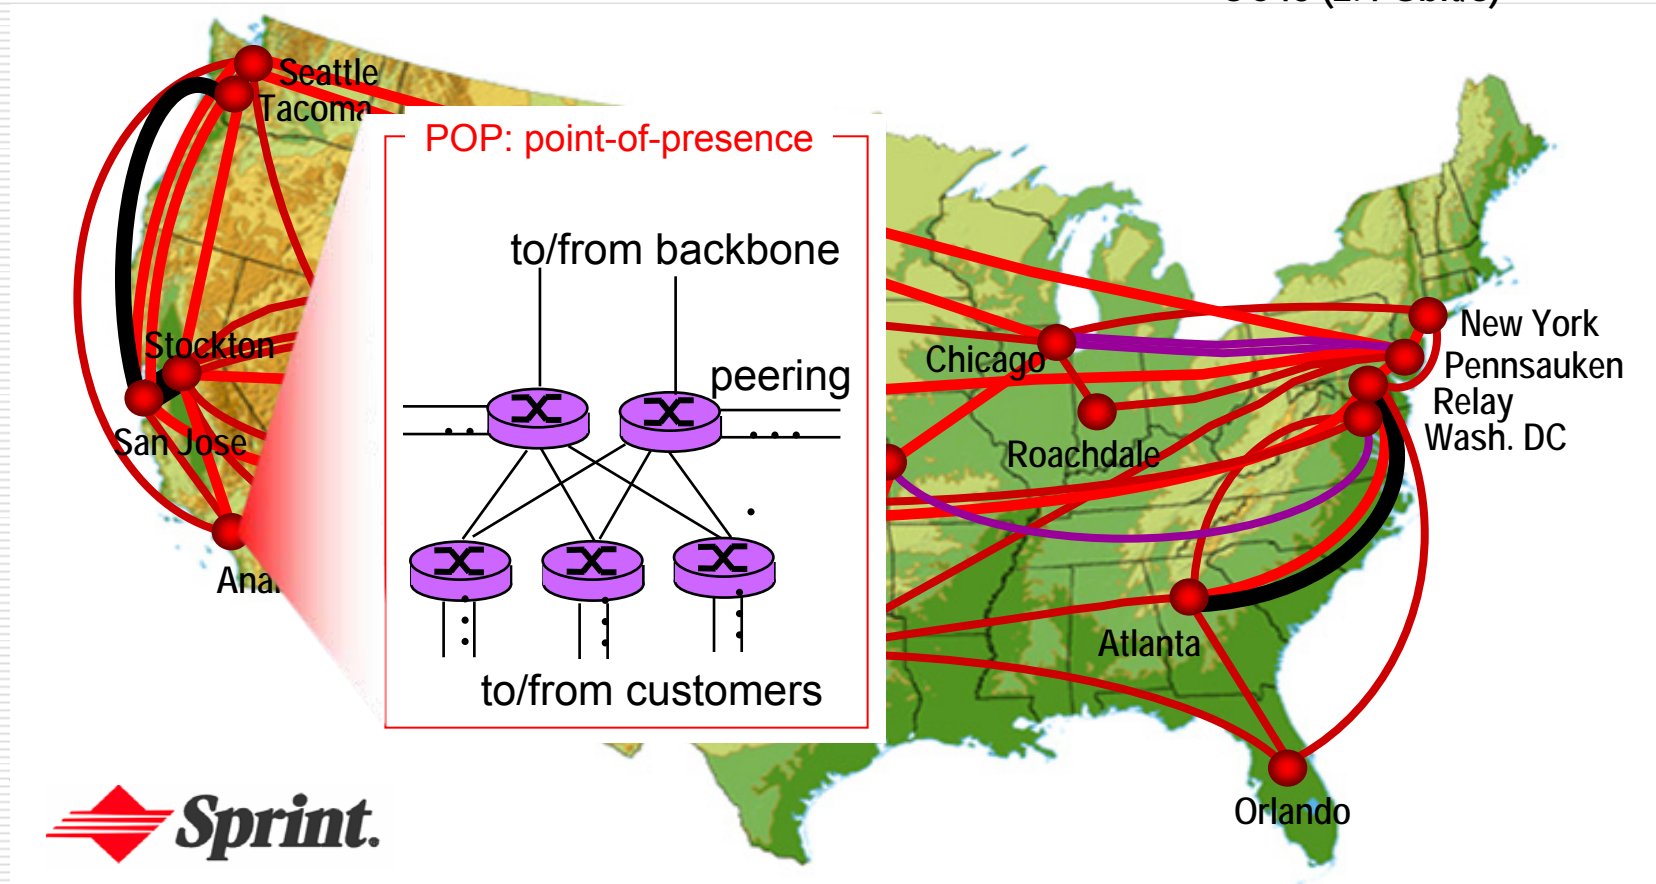 Seattle
Tacoma
POP: point-of-presence
to/from backbone
peering
to/from customers
Stockton
San Jose
Chicago
Roachdale
New York
Pennsauken
Relay
Wash. DC
Atlanta
Orlando
Sprint.